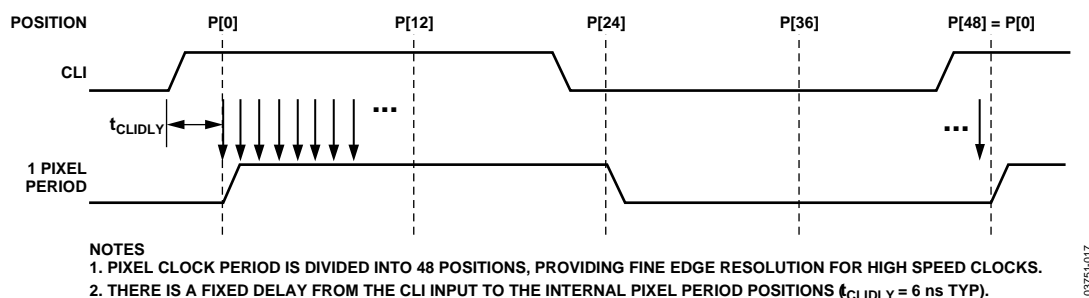 POSITION P[0] P[12] P[24] P[36] P[48] = P[0]
CLI
tCLIDLY
... ...
1 PIXEL
PERIOD
NOTES
1. PIXEL CLOCK PERIOD IS DIVIDED INTO 48 POSITIONS, PROVIDING FINE EDGE RESOLUTION FOR HIGH SPEED CLOCKS.
2. THERE IS A FIXED DELAY FROM THE CLI INPUT TO THE INTERNAL PIXEL PERIOD POSITIONS (tCLIDLY = 6 ns TYP).